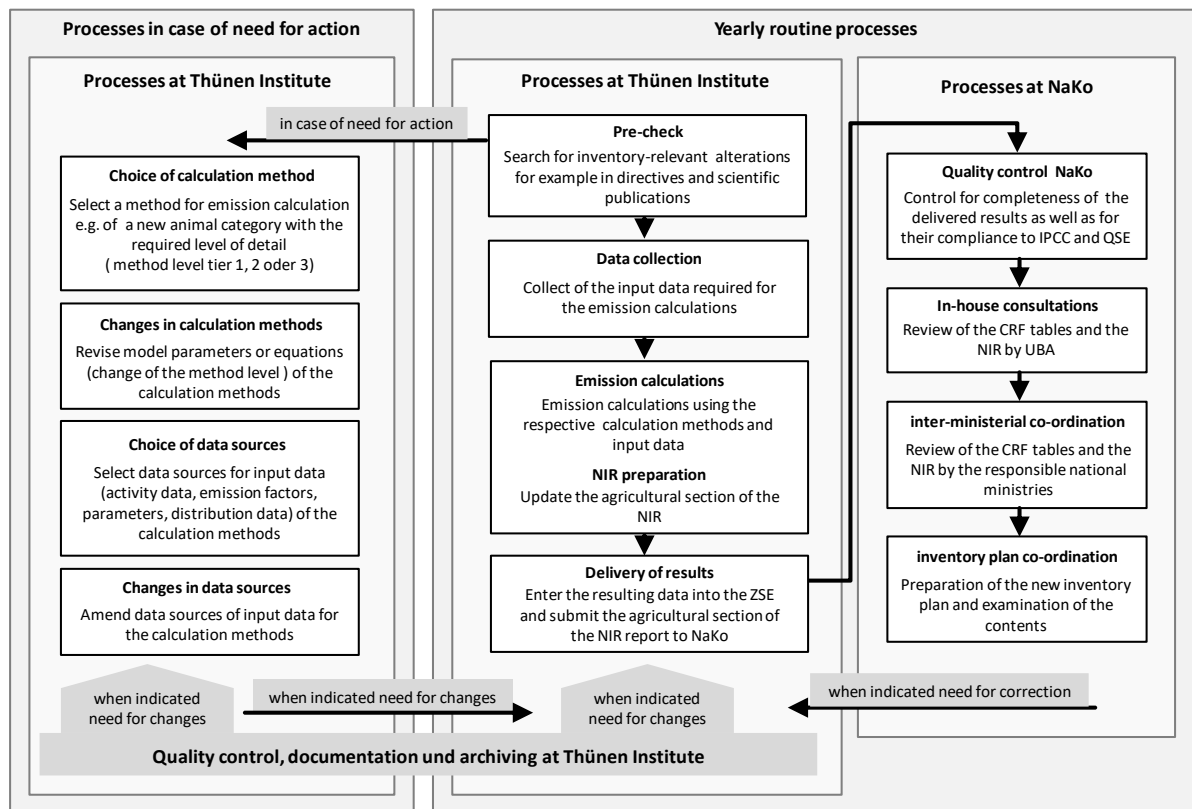 Processes in case of need for action
Processes at Thünen Institute
Choice of calculation method
Select a method for emission calculation
e.g. of a new animal category with the
required level of detail
( method level tier 1, 2 oder 3)
Changes in calculation methods
Revise model parameters or equations
(change of the method level ) of the
calculation methods
Choice of data sources
Select data sources for input data
(activity data, emission factors,
parameters, distribution data) of the
calculation methods
Changes in data sources
Amend data sources of input data for
the calculation methods
when indicated
need for changes
Yearly routine processes
Processes at Thünen Institute
in case of need for action
Pre-check
Search for inventory-relevant alterations
for example in directives and scientific
publications
Data collection
Collect of the input data required for
the emission calculations
Emission calculations
Emission calculations using the
respective calculation methods and
input data
NIR preparation
Update the agricultural section of the
NIR
Delivery of results
Enter the resulting data into the ZSE
and submit the agricultural section of
the NIR report to NaKo
when indicated need for changes
when indicated
need for changes
Processes at NaKo
Quality control NaKo
Control for completeness of the
delivered results as well as for
their compliance to IPCC and QSE
In-house consultations
Review of the CRF tables and the
NIR by UBA
inter-ministerial co-ordination
Review of the CRF tables and the
NIR by the responsible national
ministries
inventory plan co-ordination
Preparation of the new inventory
plan and examination of the
contents
when indicated need for correction
Quality control, documentation und archiving at Thünen Institute